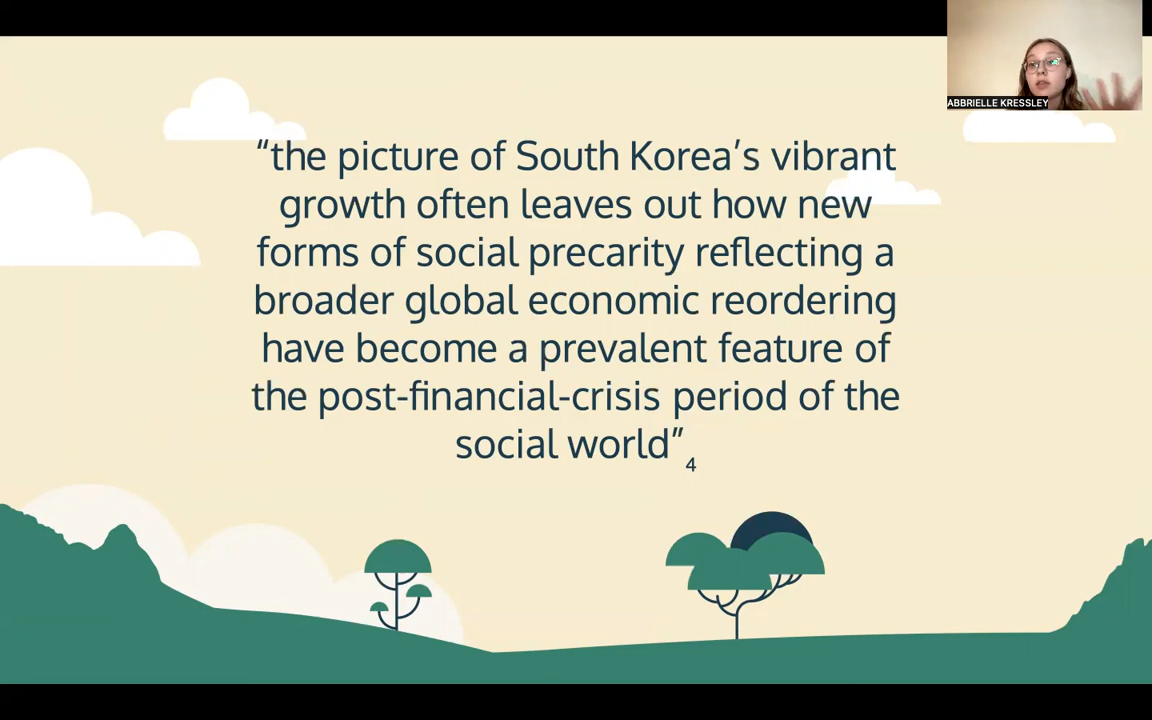 ABBRIELLE KRESSLEY
“the picture of South Korea’s vibrant
growth often leaves out how new
forms of social precarity reflecting a
broader global economic reordering
have become a prevalent feature of
the post-financial-crisis period of the
social world”4